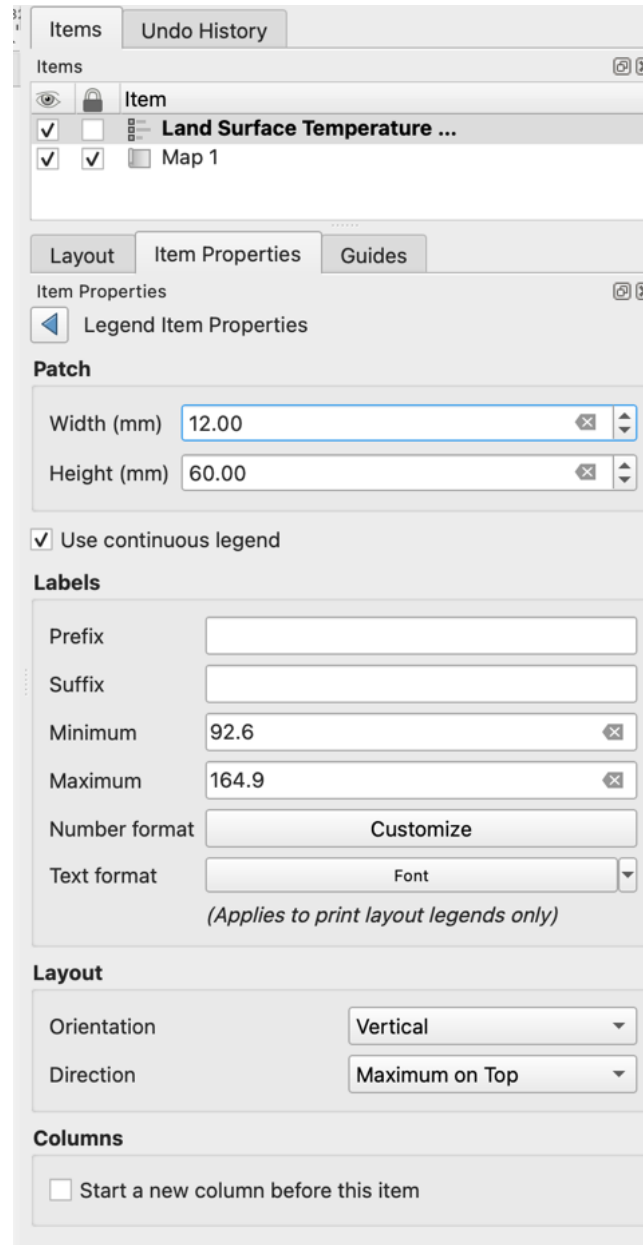 Items Undo History
Items
Item
Land Surface Temperature ...
Map 1
Layout Item Properties Guides
Item Properties
Legend Item Properties
Patch
Width (mm) 12.00
Height (mm) 60.00
Use continuous legend
Labels
Prefix
Suffix
Minimum 92.6
Maximum 164.9
Number format Customize
Text format Font
(Applies to print layout legends only)
Layout
Orientation Vertical
Direction Maximum on Top
Columns
Start a new column before this item